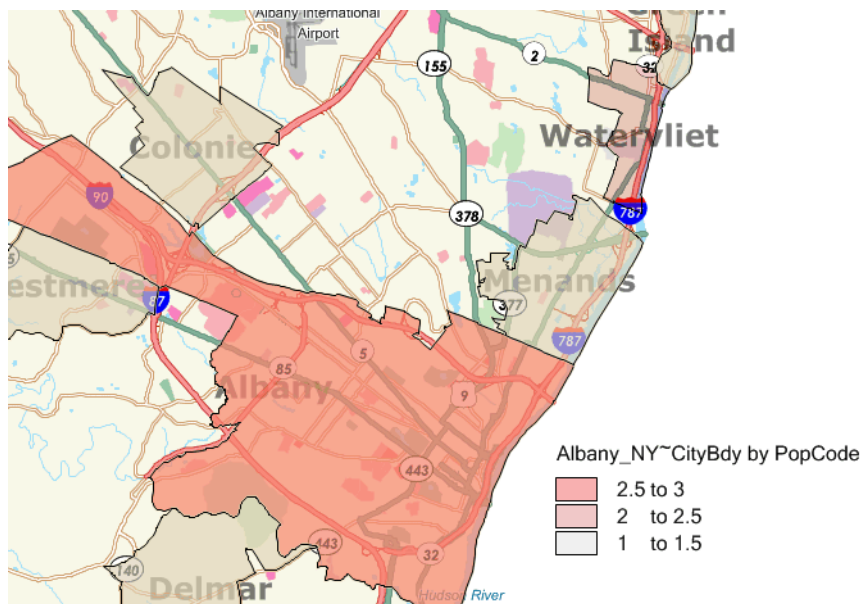 Albany International
Airport
Green
Island
155
2
32
Watervliet
Colonie
90
378
787
5
estmere
87
Menands
377
787
5
85
Albany
9
443
Albany_NY~CityBdy by PopCode
2.5 to 3
2 to 2.5
1 to 1.5
443
32
140
Delmar
Hudson River